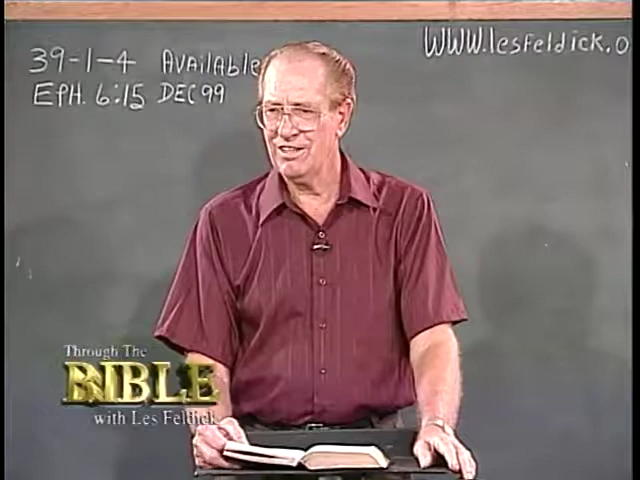 39-1-4 Available
EPH. 6:15 DEC 99
WWW.lesfeldick.o
Through The
BIBLE
with Les Feldick